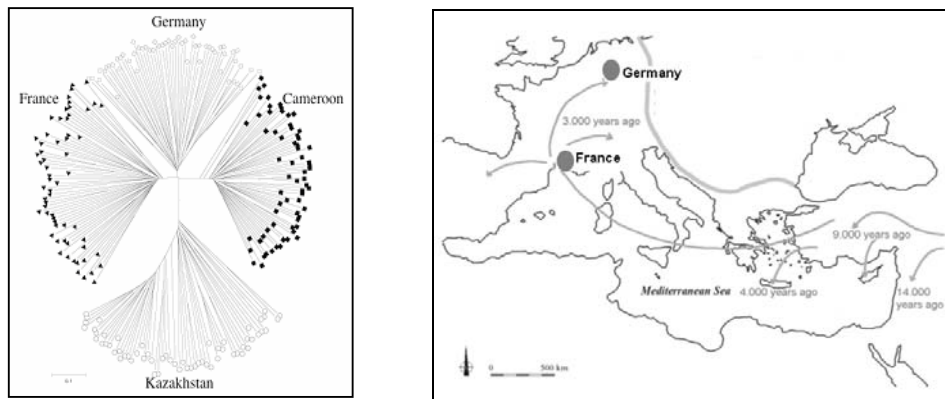 Germany
France
Cameroon
Kazakhstan
0.1
Germany
3.000 years ago
France
9.000 years ago
Mediterranean Sea
4.000 years ago
14.000
years ago
0 500 km